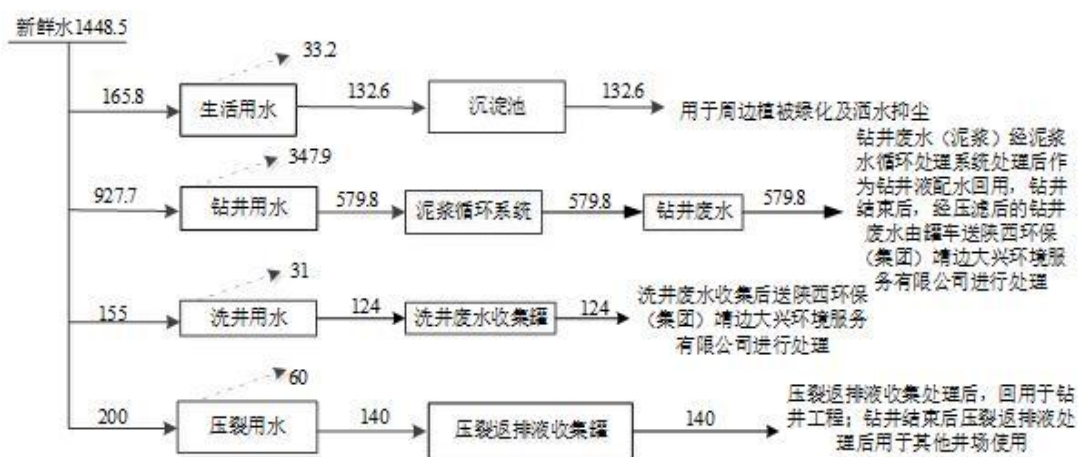 新鲜水1448.5
33.2
165.8
生活用水
132.6
沉淀池
132.6
用于周边植被绿化及洒水抑尘
347.9
927.7
钻井用水
579.8
泥浆循环系统
579.8
钻井废水
579.8
钻井废水（泥浆）经泥浆
水循环处理系统处理后作
为钻井液配水回用，钻井
结束后，经压滤后的钻井
废水由罐车送陕西环保
（集团）靖边大兴环境服
务有限公司进行处理
31
155
洗井用水
124
洗井废水收集罐
124
洗井废水收集后送陕西环保
（集团）靖边大兴环境服务
有限公司进行处理
60
200
压裂用水
140
压裂返排液收集罐
140
压裂返排液收集处理后，回用于钻
井工程；钻井结束后压裂返排液处
理后用于其他井场使用